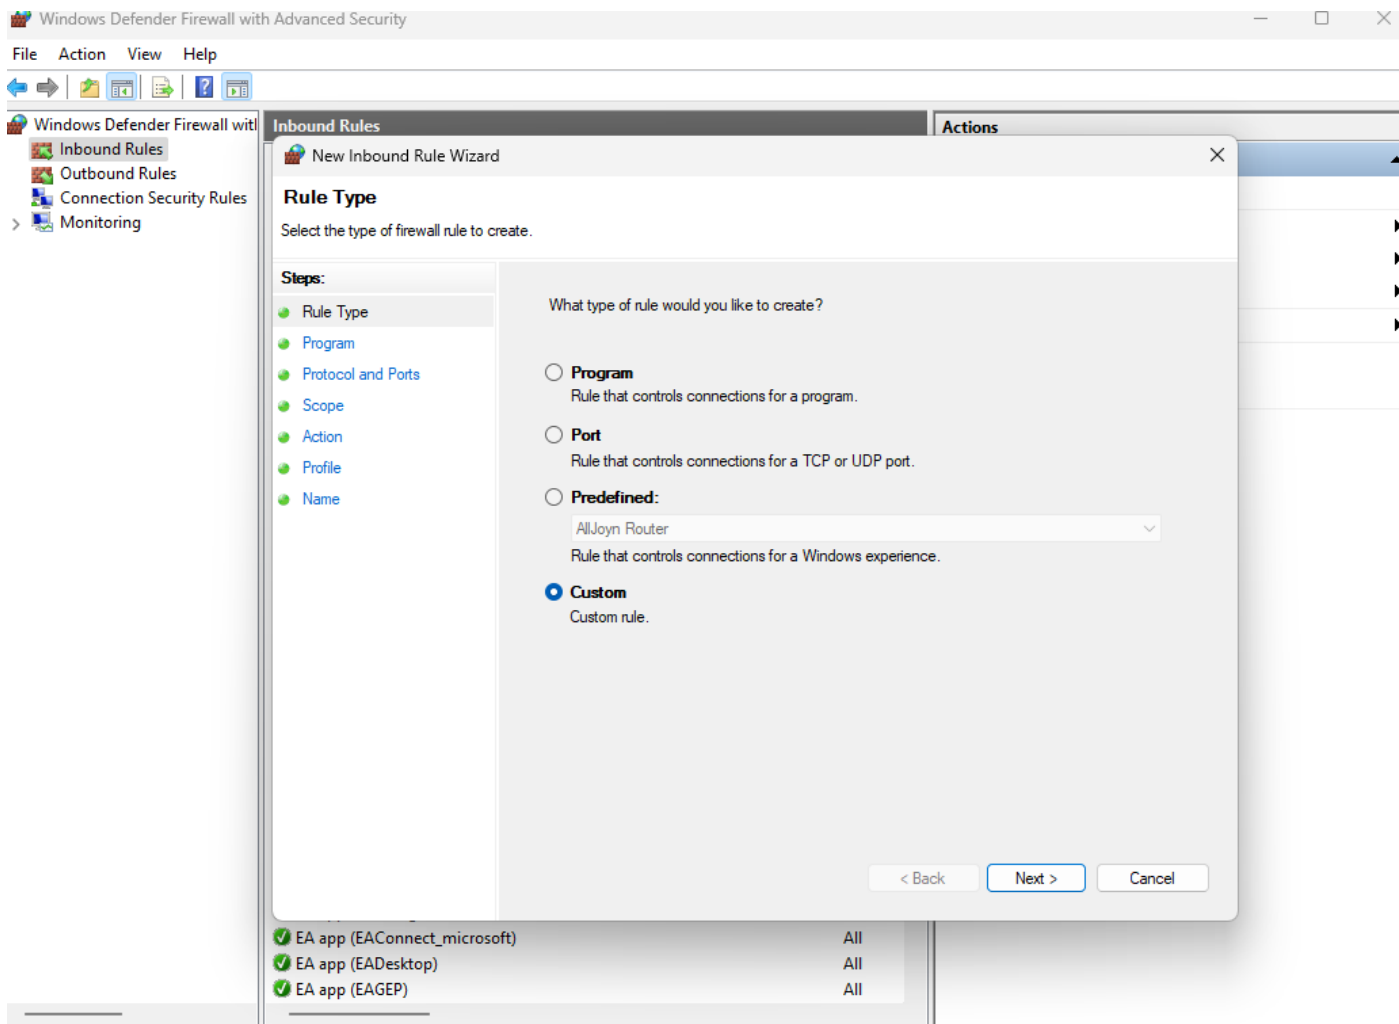 Windows Defender Firewall with Advanced Security
File Action View Help
Windows Defender Firewall witl
Inbound Rules
Outbound Rules
Connection Security Rules
Monitoring
Inbound Rules
Actions
New Inbound Rule Wizard
Rule Type
Select the type of firewall rule to create.
Steps:
Rule Type
Program
Protocol and Ports
Scope
Action
Profile
Name
What type of rule would you like to create?
Program
Rule that controls connections for a program.
Port
Rule that controls connections for a TCP or UDP port.
Predefined:
AllJoyn Router
Rule that controls connections for a Windows experience.
Custom
Custom rule.
< Back Next > Cancel
EA app (EAConnect_microsoft) All
EA app (EADesktop) All
EA app (EAGEP) All